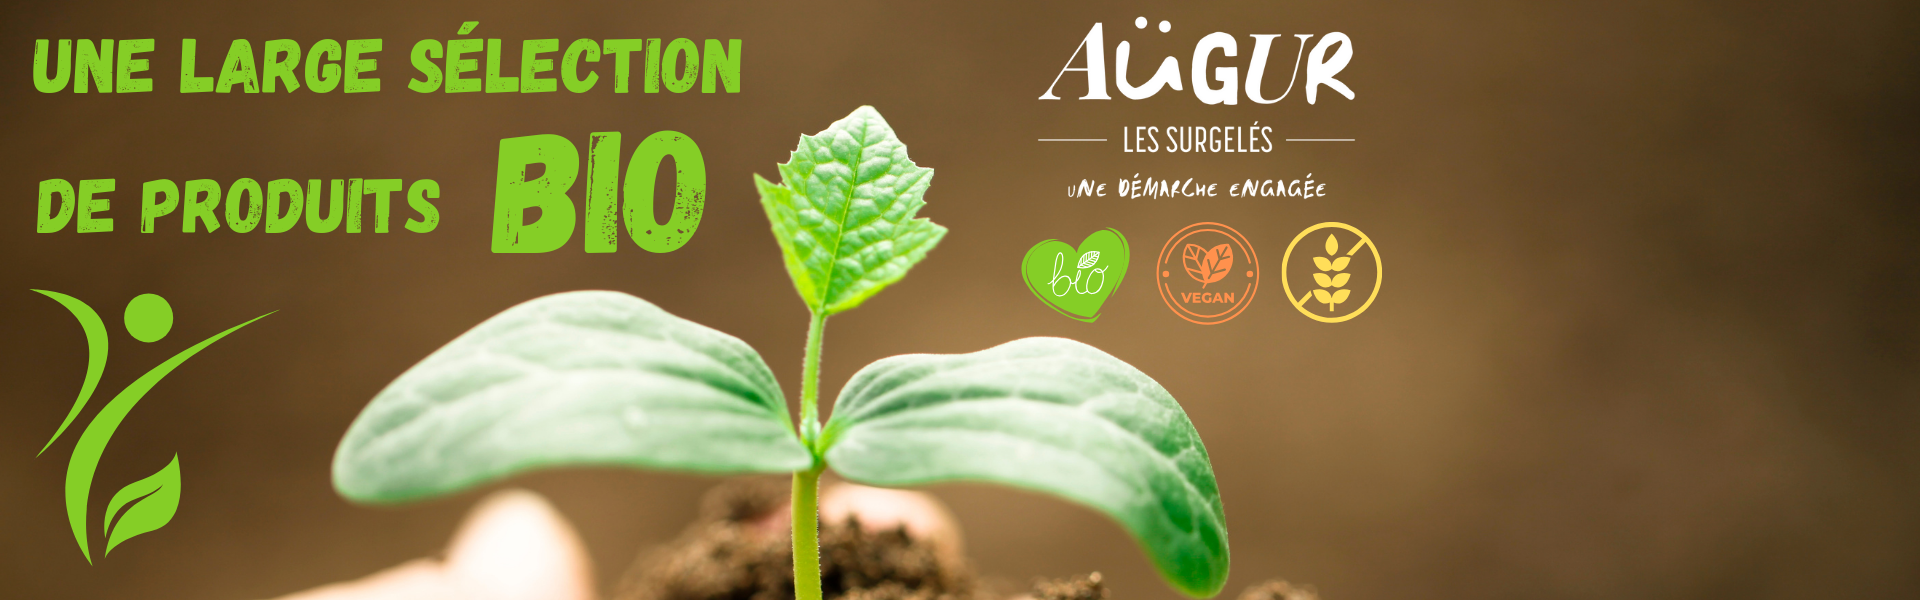 UNE LARGE SÉLECTION
DE PRODUITS BIO
AÜGUR
LES SURGELÉS
UNE DÉMARCHE ENGAGÉE
bio
VEGAN